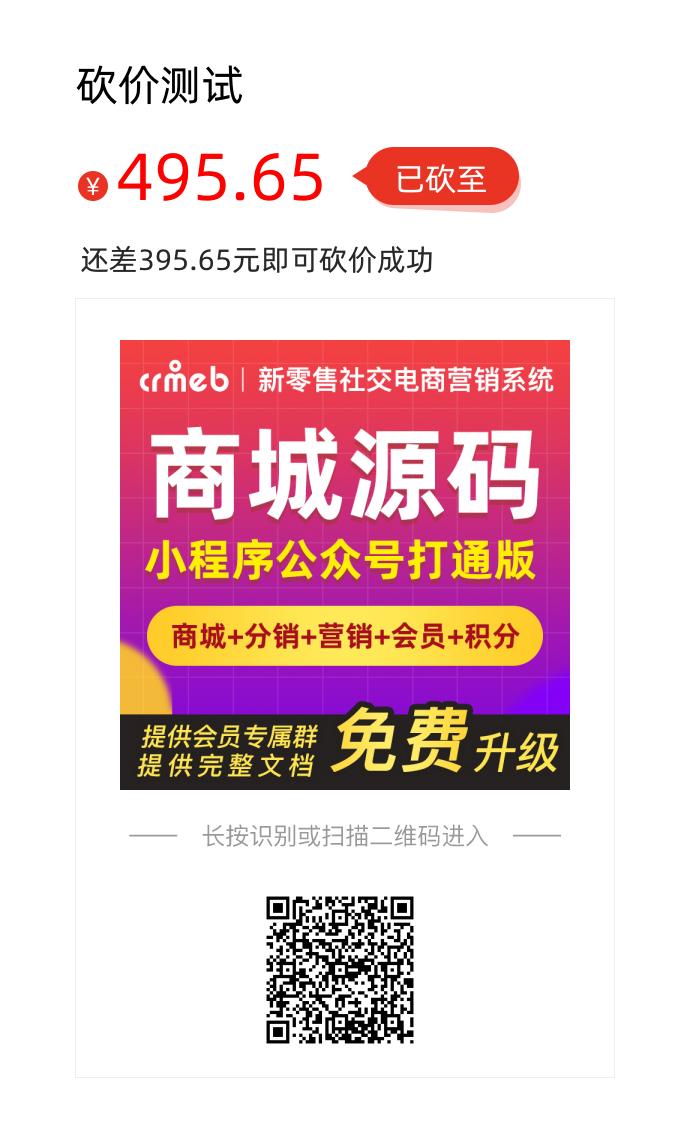 砍价测试
¥495.65 已砍至
还差395.65元即可砍价成功
crmeb | 新零售社交电商营销系统
商城源码
小程序公众号打通版
商城+分销+营销+会员+积分
提供会员专属群
提供完整文档
免费升级
长按识别或扫描二维码进入